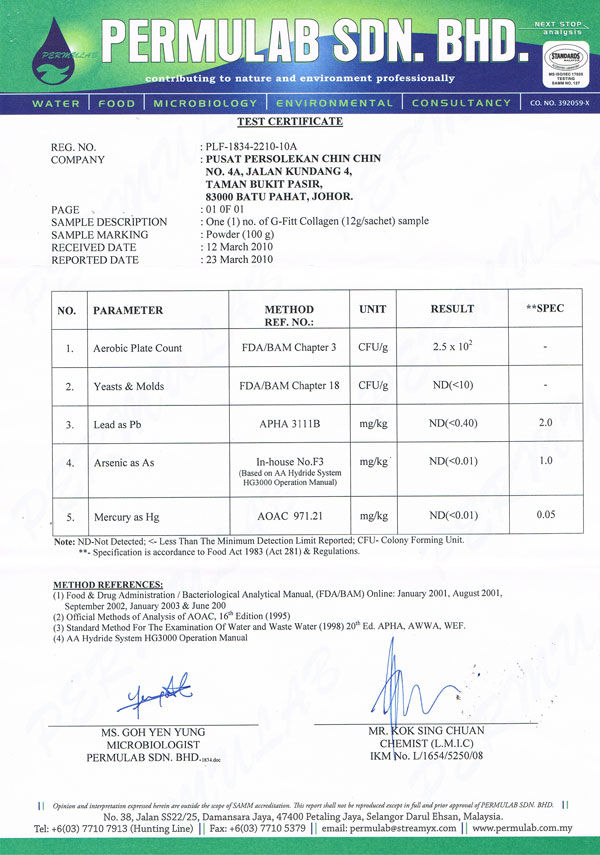 PERMULAB
PERMULAB SDN. BHD.
NEXT STOP
analysis
STANDARDS
MS ISO/IEC 17025
TESTING
SAMM NO. 137
contributing to nature and environment professionally
WATER | FOOD | MICROBIOLOGY | ENVIRONMENTAL | CONSULTANCY | CO. NO. 392059-X
TEST CERTIFICATE
REG. NO. : PLF-1834-2210-10A
COMPANY : PUSAT PERSOLEKAN CHIN CHIN
NO. 4A, JALAN KUNDANG 4,
TAMAN BUKIT PASIR,
83000 BATU PAHAT, JOHOR.
PAGE : 01 0F 01
SAMPLE DESCRIPTION : One (1) no. of G-Fitt Collagen (12g/sachet) sample
SAMPLE MARKING : Powder (100 g)
RECEIVED DATE : 12 March 2010
REPORTED DATE : 23 March 2010
NO. PARAMETER METHOD UNIT RESULT **SPEC
REF. NO.:
1. Aerobic Plate Count FDA/BAM Chapter 3 CFU/g 2.5 x 10² -
2. Yeasts & Molds FDA/BAM Chapter 18 CFU/g ND(<10) -
3. Lead as Pb APHA 3111B mg/kg ND(<0.40) 2.0
4. Arsenic as As In-house No.F3 mg/kg ND(<0.01) 1.0
(Based on AA Hydride System
HG3000 Operation Manual)
5. Mercury as Hg AOAC 971.21 mg/kg ND(<0.01) 0.05
Note: ND-Not Detected; <- Less Than The Minimum Detection Limit Reported; CFU- Colony Forming Unit.
**- Specification is accordance to Food Act 1983 (Act 281) & Regulations.
METHOD REFERENCES:
(1) Food & Drug Administration / Bacteriological Analytical Manual, (FDA/BAM) Online: January 2001, August 2001,
September 2002, January 2003 & June 200
(2) Official Methods of Analysis of AOAC, 16th Edition (1995)
(3) Standard Method For The Examination Of Water and Waste Water (1998) 20th Ed. APHA, AWWA, WEF.
(4) AA Hydride System HG3000 Operation Manual
MS. GOH YEN YUNG
MICROBIOLOGIST
PERMULAB SDN. BHD.1834.doc
MR. KOK SING CHUAN
CHEMIST (L.M.I.C)
IKM No. L/1654/5250/08
Opinion and interpretation expressed herein are outside the scope of SAMM accreditation. This report shall not be reproduced except in full and prior approval of PERMULAB SDN. BHD.
No. 38, Jalan SS22/25, Damansara Jaya, 47400 Petaling Jaya, Selangor Darul Ehsan, Malaysia.
Tel: +6(03) 7710 7913 (Hunting Line) || Fax: +6(03) 7710 5379 || email: permulab@streamyx.com || www.permulab.com.my